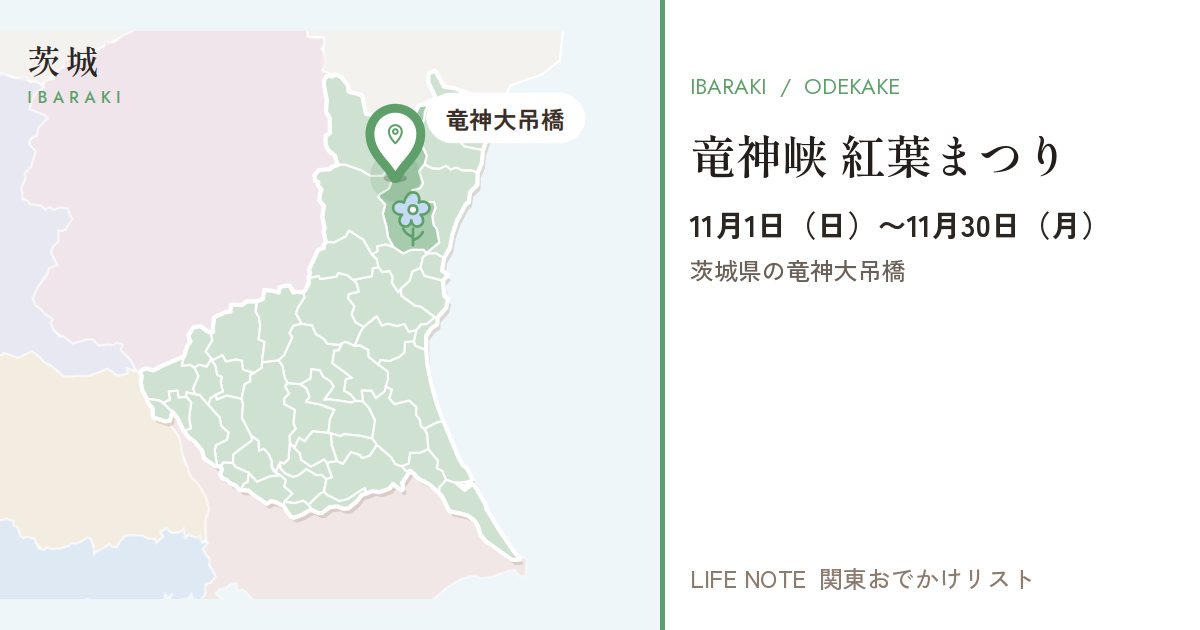 茨城
IBARAKI
竜神大吊橋
IBARAKI / ODEKAKE
竜神峡 紅葉まつり
11月1日（日）〜11月30日（月）
茨城県の竜神大吊橋
LIFE NOTE 関東おでかけリスト